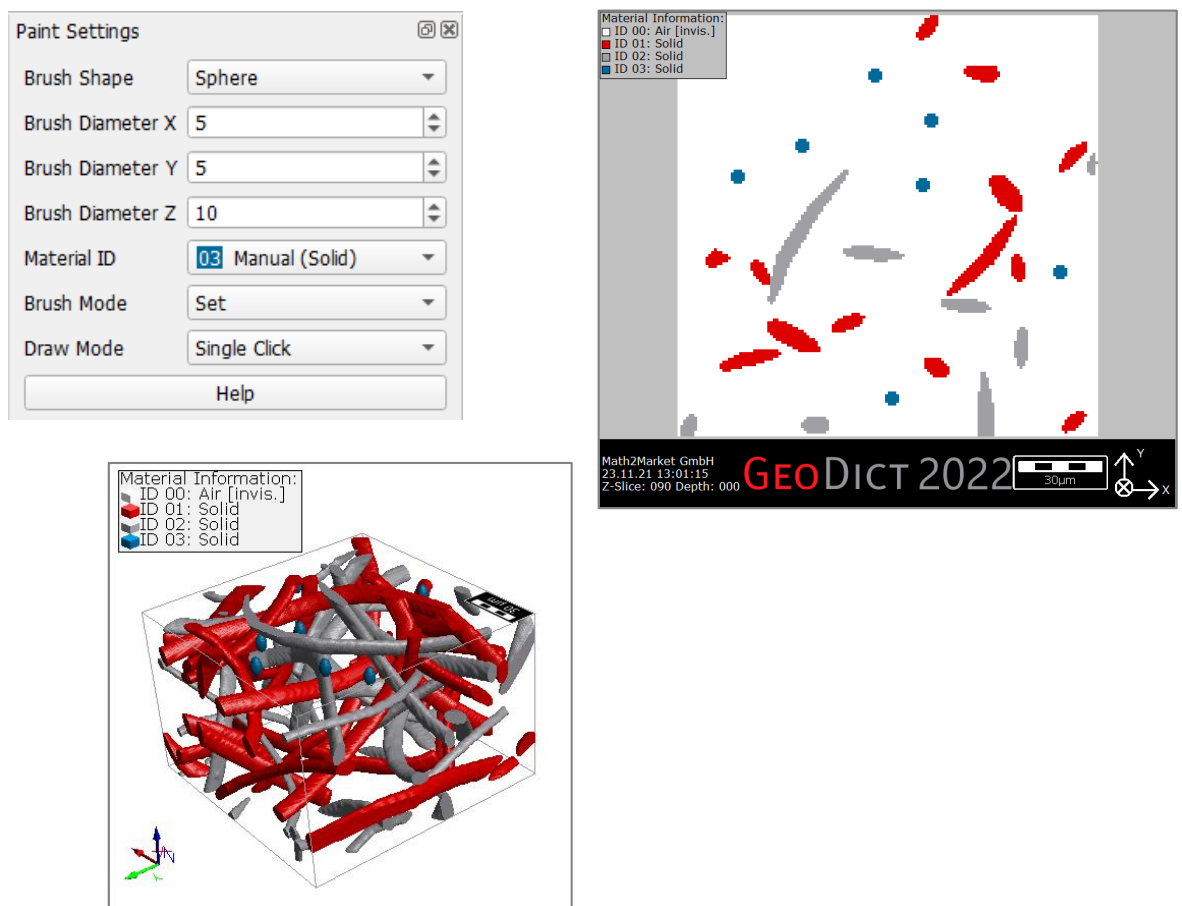 Paint Settings
Brush Shape Sphere
Brush Diameter X 5
Brush Diameter Y 5
Brush Diameter Z 10
Material ID 03 Manual (Solid)
Brush Mode Set
Draw Mode Single Click
Help
Material Information:
ID 00: Air [invis.]
ID 01: Solid
ID 02: Solid
ID 03: Solid
Math2Market GmbH
23.11.21 13:01:15
Z-Slice: 090 Depth: 000
GEODICT 2022
30µm
Y
X
Material Information:
ID 00: Air [invis.]
ID 01: Solid
ID 02: Solid
ID 03: Solid
30 µm
Y